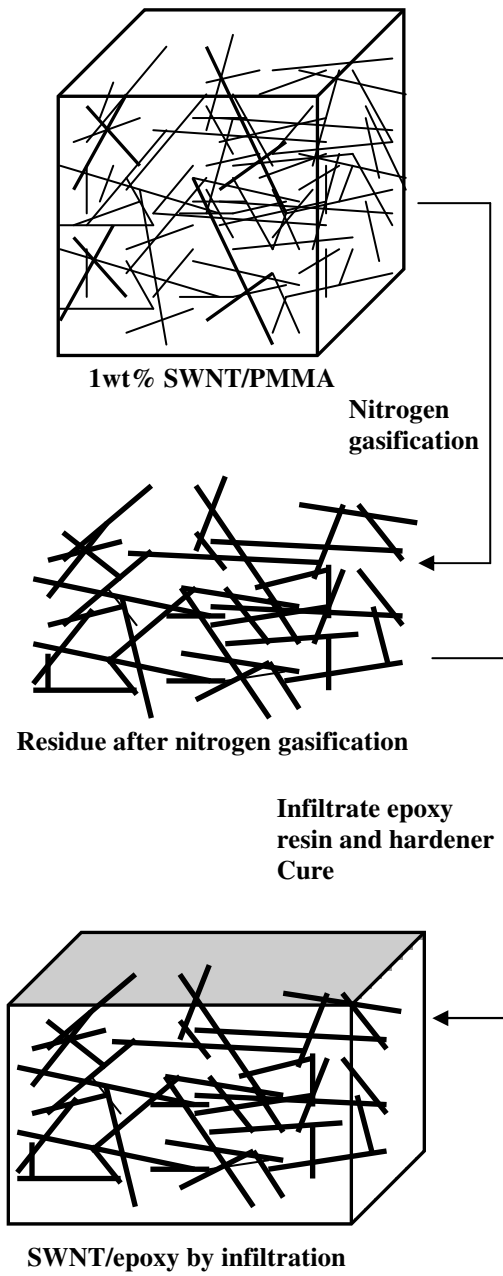 1wt% SWNT/PMMA
Nitrogen
gasification
Residue after nitrogen gasification
Infiltrate epoxy
resin and hardener
Cure
SWNT/epoxy by infiltration